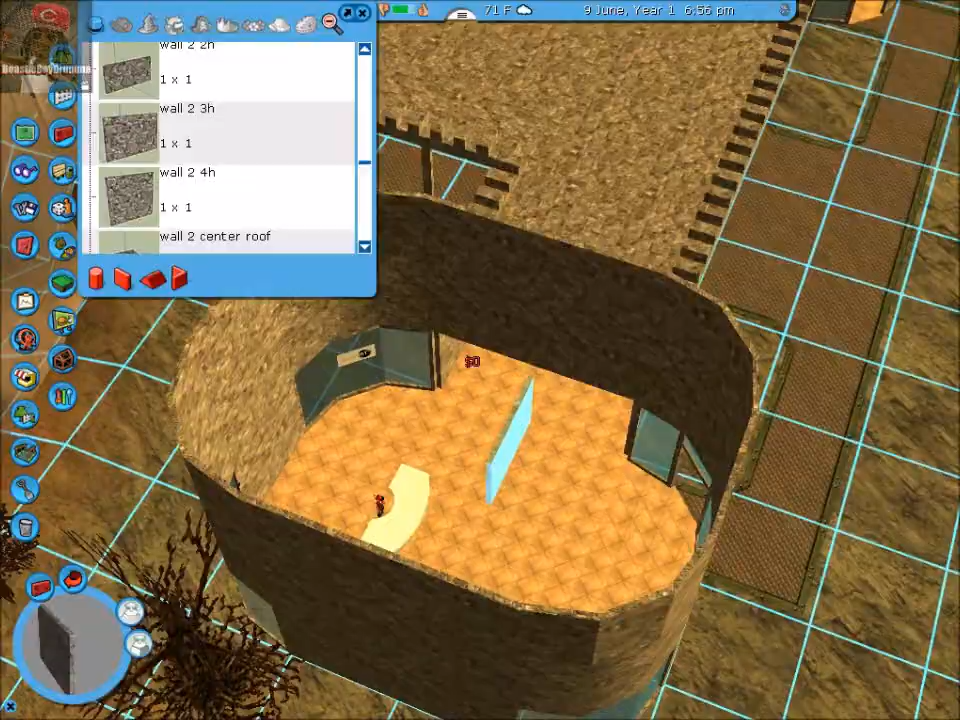 71 F
9 June, Year 1 6:56 pm
wall 2 2h
1 x 1
wall 2 3h
1 x 1
wall 2 4h
1 x 1
wall 2 center roof
$0